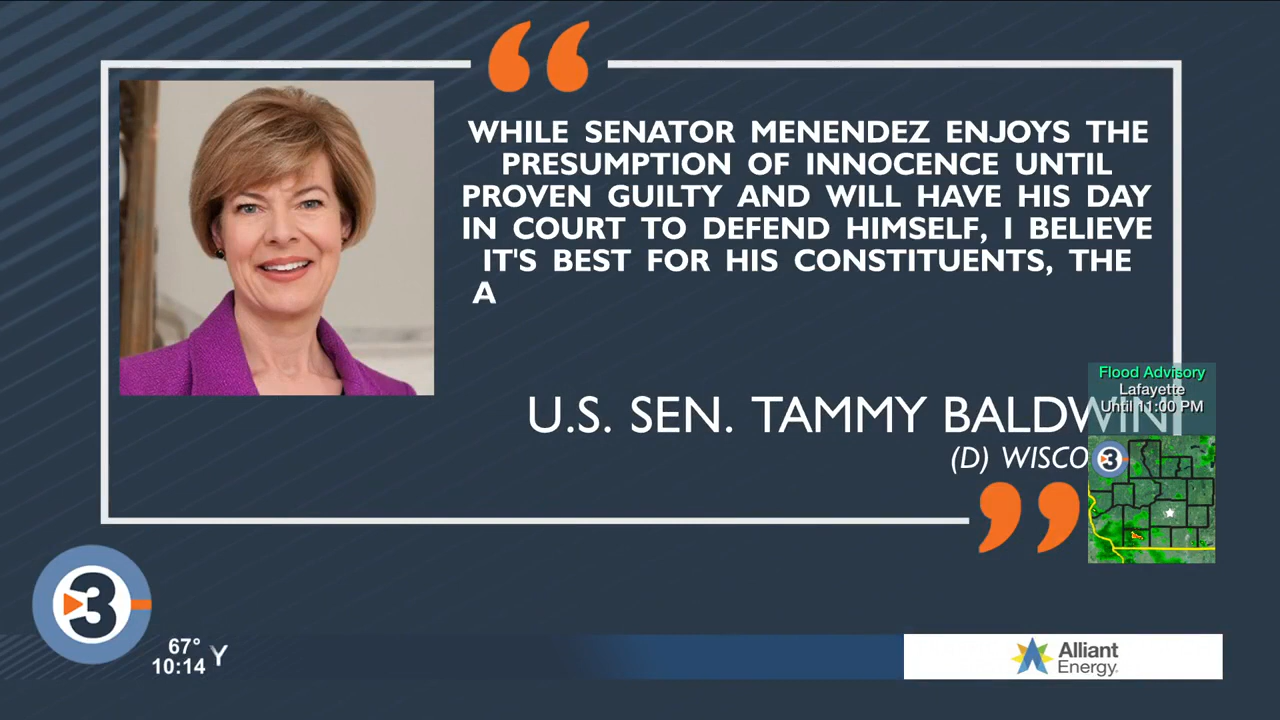 WHILE SENATOR MENENDEZ ENJOYS THE
PRESUMPTION OF INNOCENCE UNTIL
PROVEN GUILTY AND WILL HAVE HIS DAY
IN COURT TO DEFEND HIMSELF, I BELIEVE
IT'S BEST FOR HIS CONSTITUENTS, THE
A
U.S. SEN. TAMMY BALDWIN
(D) WISCO
Flood Advisory
Lafayette
Until 11:00 PM
3
3
67°
10:14
Y
Alliant
Energy